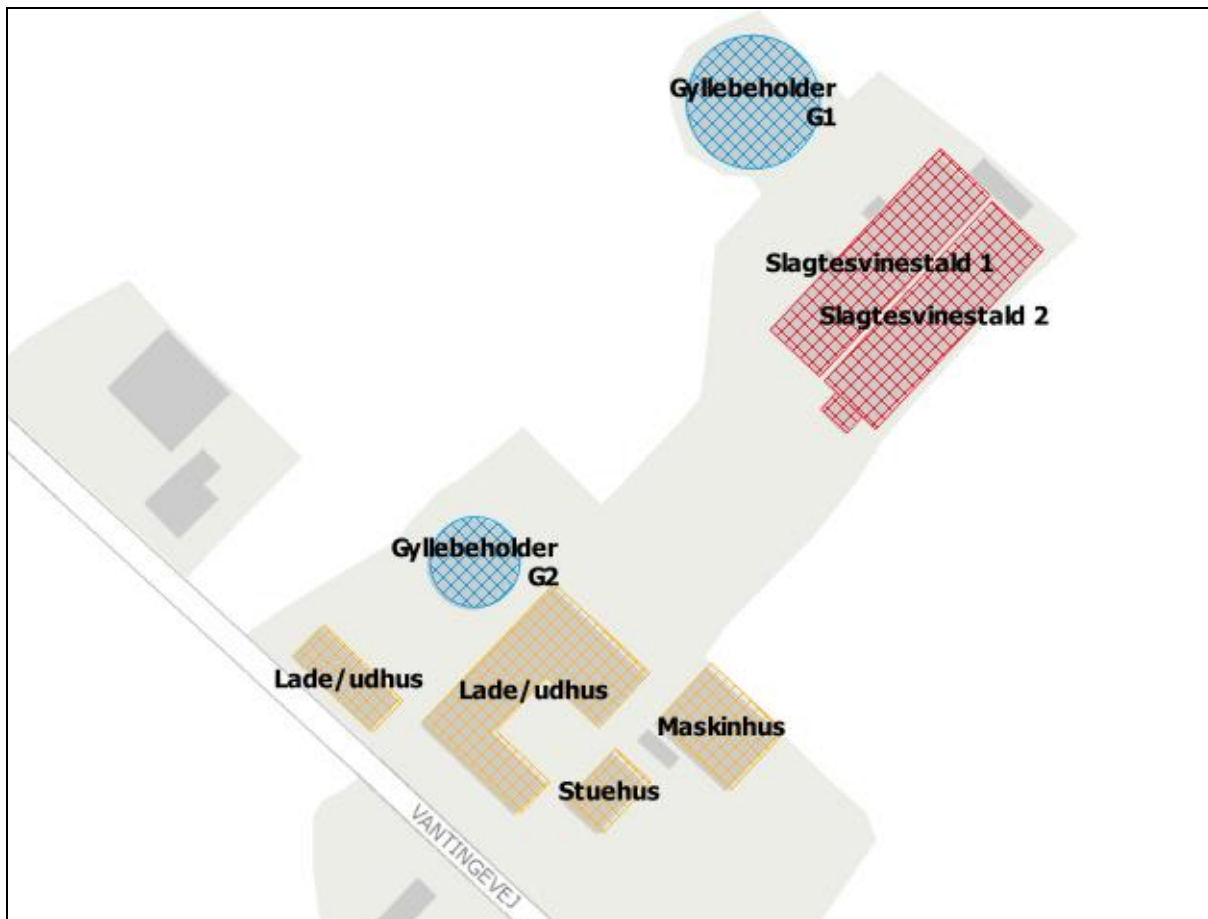 Gyllebeholder
G1
Slagtesvinestald 1
Slagtesvinestald 2
Gyllebeholder
G2
Lade/udhus
Lade/udhus
Maskinhus
Stuehus
VANTINGEVEJ